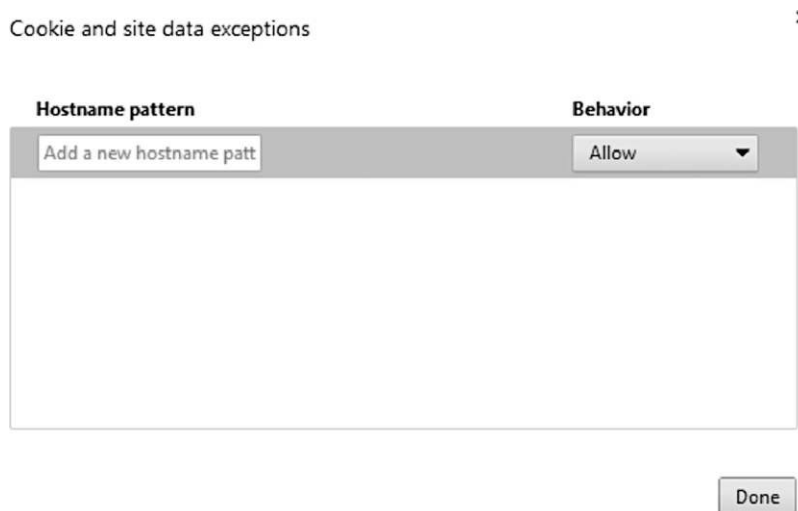 Cookie and site data exceptions
Hostname pattern Behavior
Add a new hostname patt Allow
Done